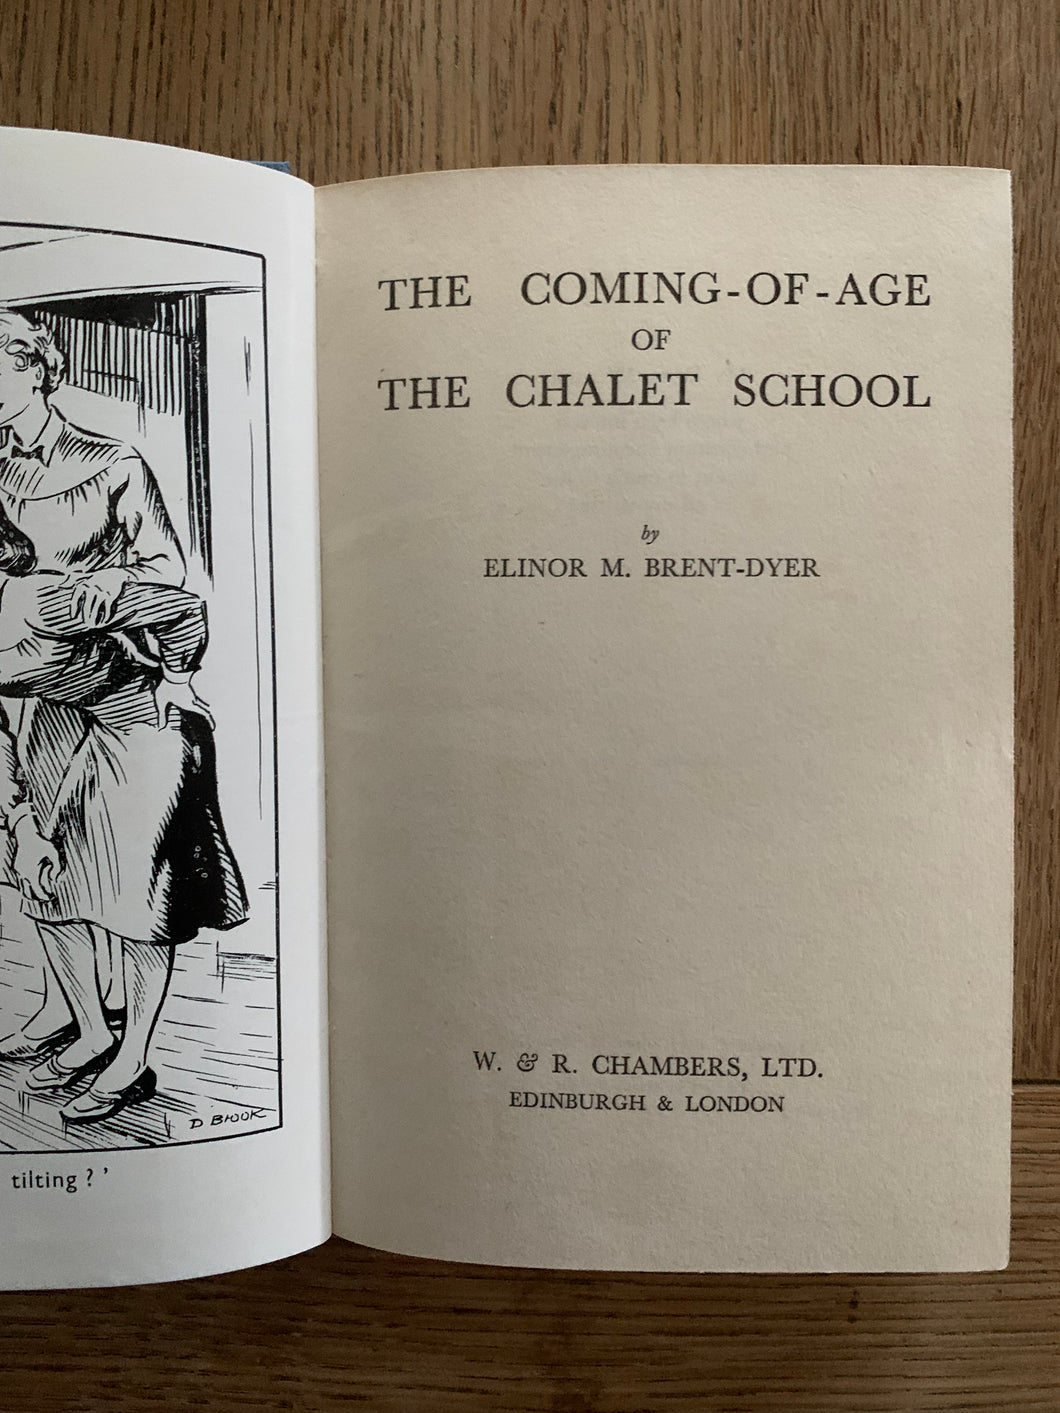 D BROOK
tilting ? ’
THE COMING-OF-AGE
OF
THE CHALET SCHOOL
by
ELINOR M. BRENT-DYER
W. & R. CHAMBERS, LTD.
EDINBURGH & LONDON